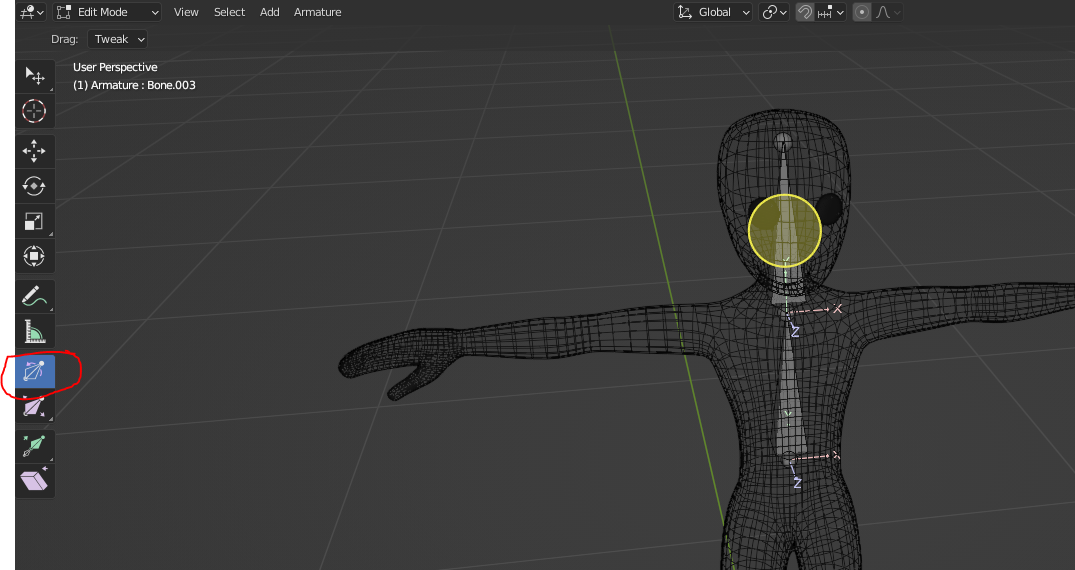 Edit Mode View Select Add Armature Global
Drag: Tweak
User Perspective
(1) Armature : Bone.003
Y
X
Z
Y
X
Z